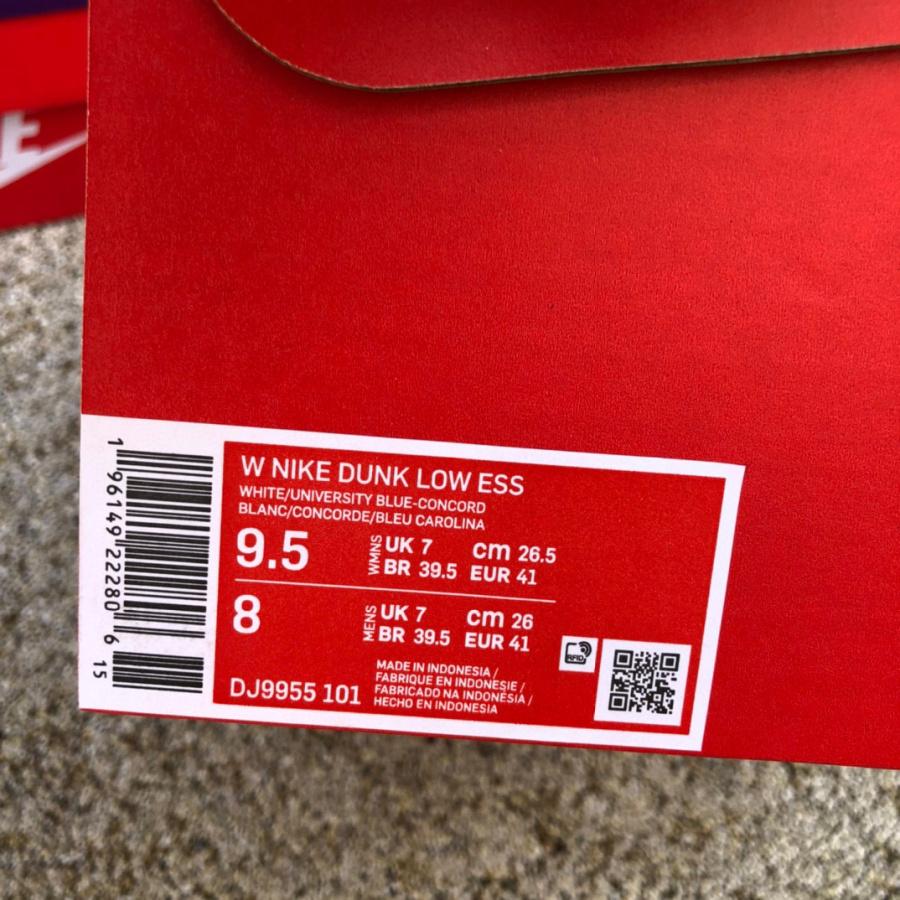 W NIKE DUNK LOW ESS
WHITE/UNIVERSITY BLUE-CONCORD
BLANC/CONCORDE/BLEU CAROLINA
9.5 WMNS UK 7 cm 26.5
BR 39.5 EUR 41
8 MENS UK 7 cm 26
BR 39.5 EUR 41
DJ9955 101
MADE IN INDONESIA /
FABRIQUE EN INDONESIE /
FABRICADO NA INDONESIA /
HECHO EN INDONESIA
RFID
1 96149 22280 6
15